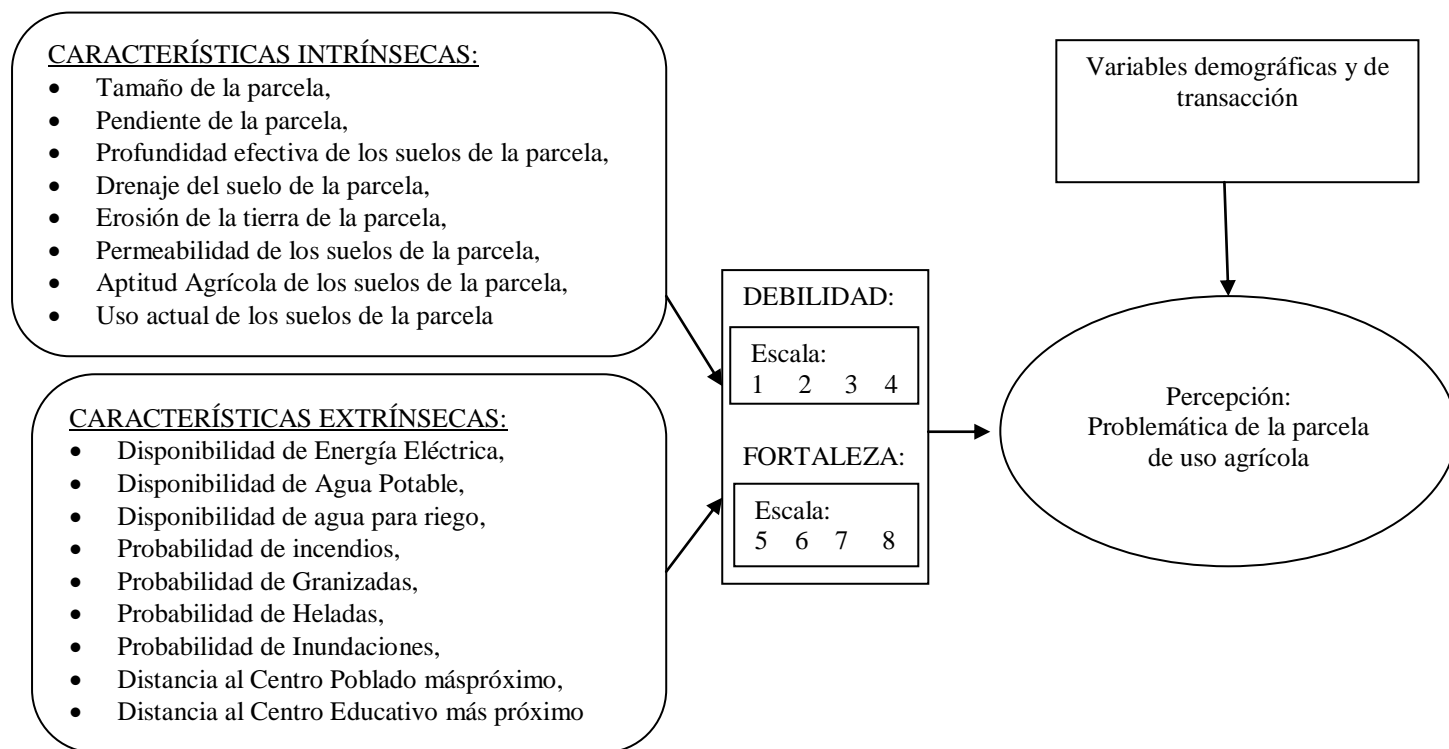 CARACTERÍSTICAS INTRÍNSECAS:
• Tamaño de la parcela,
• Pendiente de la parcela,
• Profundidad efectiva de los suelos de la parcela,
• Drenaje del suelo de la parcela,
• Erosión de la tierra de la parcela,
• Permeabilidad de los suelos de la parcela,
• Aptitud Agrícola de los suelos de la parcela,
• Uso actual de los suelos de la parcela
CARACTERÍSTICAS EXTRÍNSECAS:
• Disponibilidad de Energía Eléctrica,
• Disponibilidad de Agua Potable,
• Disponibilidad de agua para riego,
• Probabilidad de incendios,
• Probabilidad de Granizadas,
• Probabilidad de Heladas,
• Probabilidad de Inundaciones,
• Distancia al Centro Poblado máspróximo,
• Distancia al Centro Educativo más próximo
DEBILIDAD:
Escala:
1 2 3 4
FORTALEZA:
Escala:
5 6 7 8
Variables demográficas y de
transacción
Percepción:
Problemática de la parcela
de uso agrícola